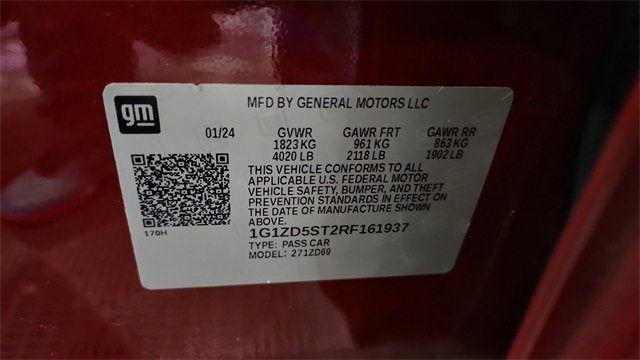 gm
MFD BY GENERAL MOTORS LLC
01/24 GVWR GAWR FRT GAWR RR
1823 KG 961 KG 863 KG
4020 LB 2118 LB 1902 LB
THIS VEHICLE CONFORMS TO ALL
APPLICABLE U.S. FEDERAL MOTOR
VEHICLE SAFETY, BUMPER, AND THEFT
PREVENTION STANDARDS IN EFFECT ON
THE DATE OF MANUFACTURE SHOWN
ABOVE.
170H
1G1ZD5ST2RF161937
TYPE: PASS CAR
MODEL: 271ZD69